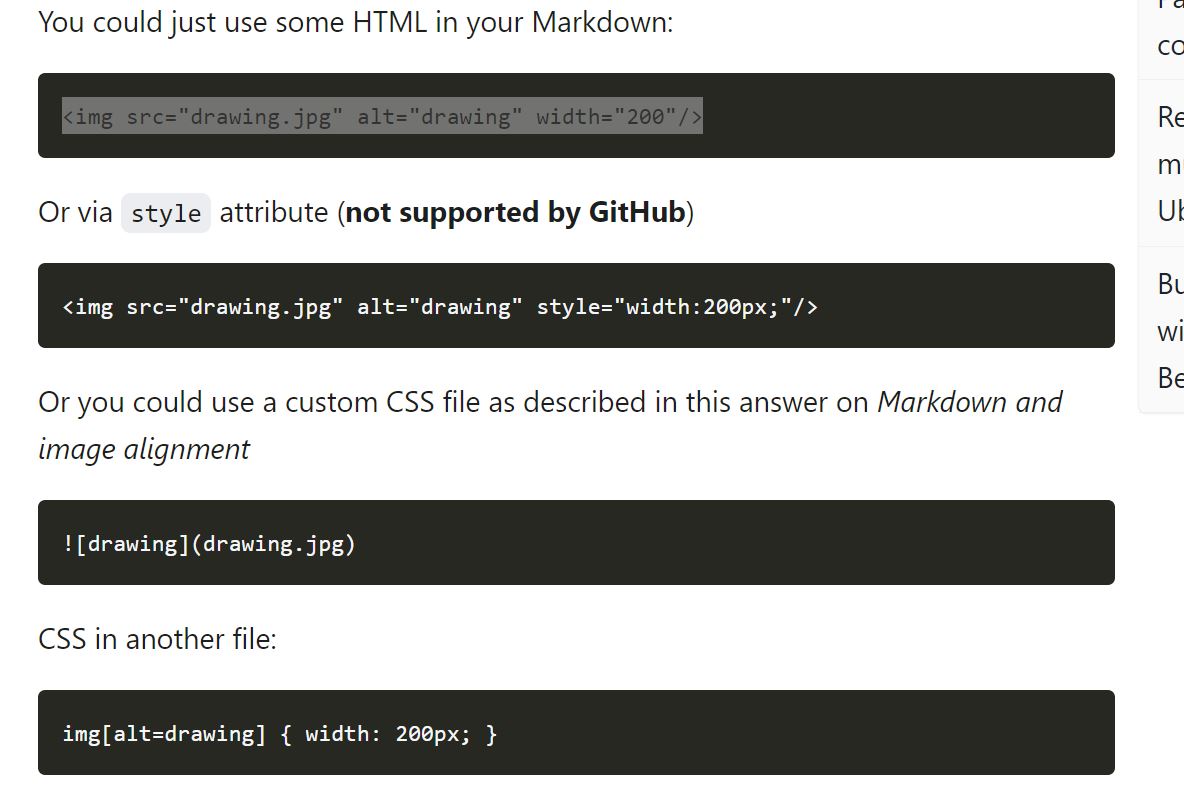 You could just use some HTML in your Markdown:
<img src="drawing.jpg" alt="drawing" width="200"/>
Or via style attribute (not supported by GitHub)
<img src="drawing.jpg" alt="drawing" style="width:200px;"/>
Or you could use a custom CSS file as described in this answer on Markdown and
image alignment
![drawing](drawing.jpg)
CSS in another file:
img[alt=drawing] { width: 200px; }
co
Re
mu
Ub
Bu
wi
Be